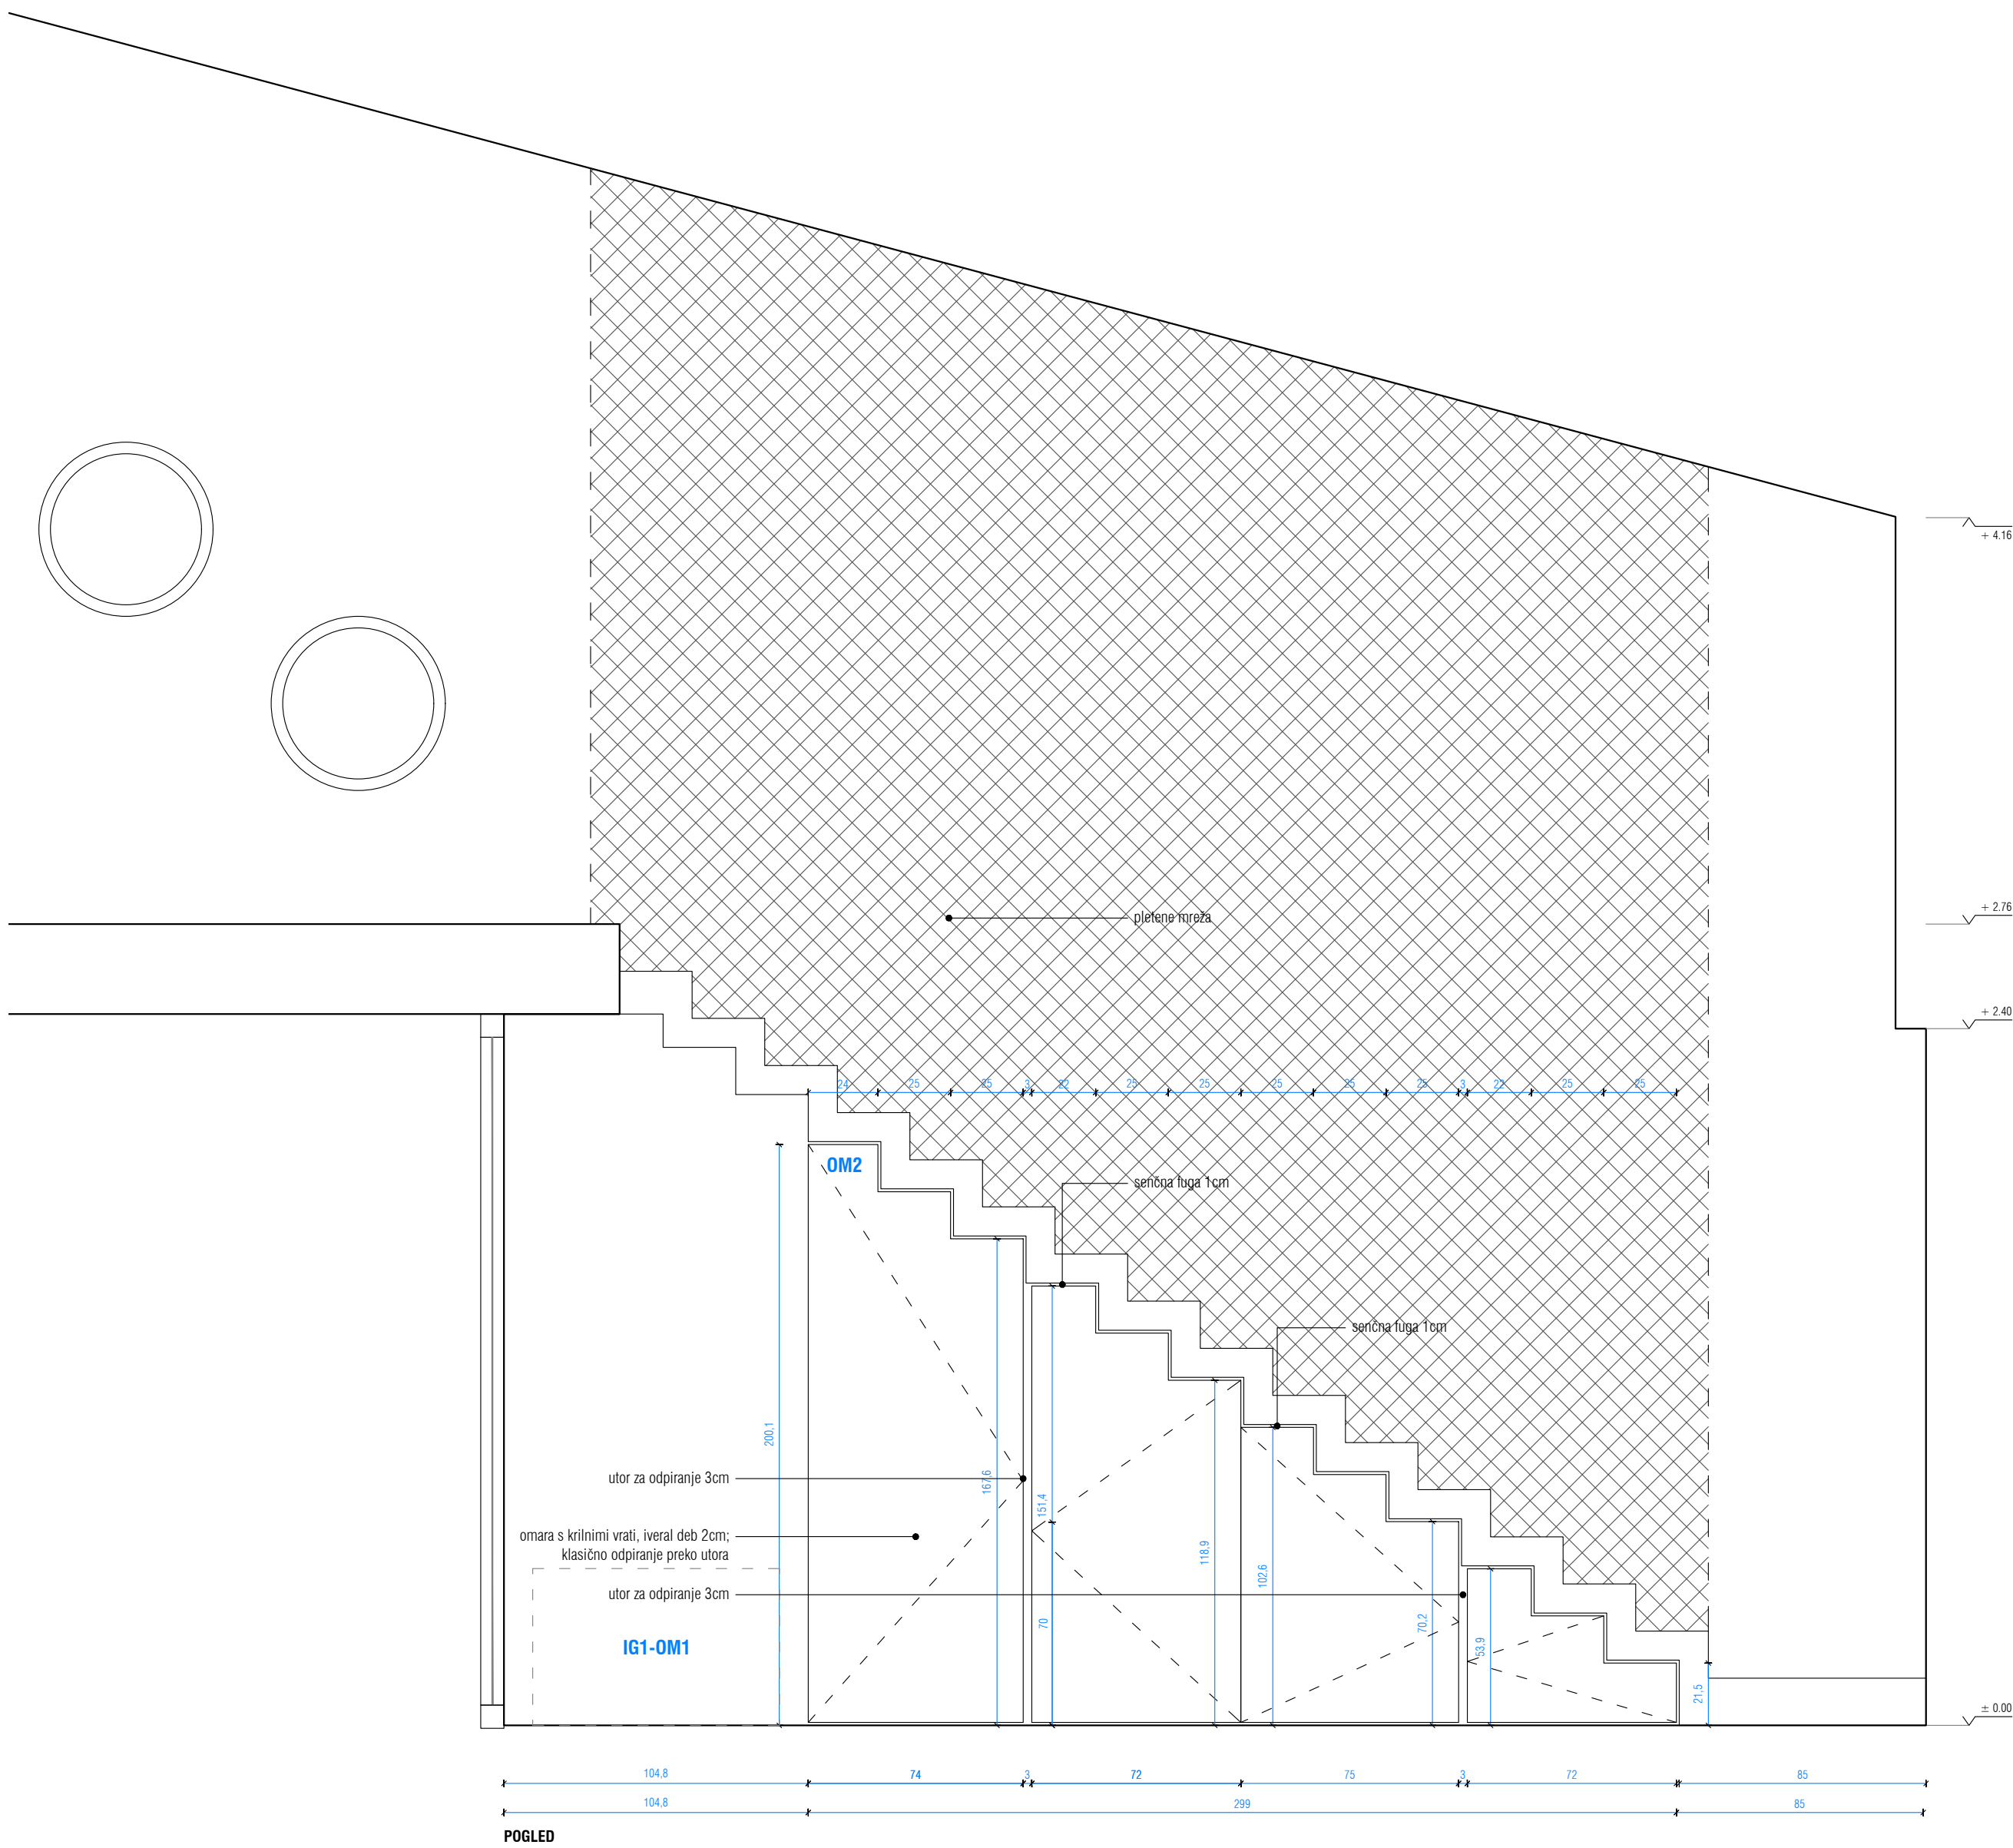 + 4.16
+ 2.76
pletene mreža
+ 2.40
24 25 25 3 22 25 25 25 25 25 3 22 25 25
OM2
senčna fuga 1cm
senčna fuga 1cm
200,1
167,6
151,4
utor za odpiranje 3cm
omara s krilnimi vrati, iveral deb 2cm;
klasično odpiranje preko utora
118,9
102,6
utor za odpiranje 3cm
70
70,2
53,9
IG1-OM1
21,5
± 0.00
104,8 74 3 72 75 3 72 85
104,8 299 85
POGLED